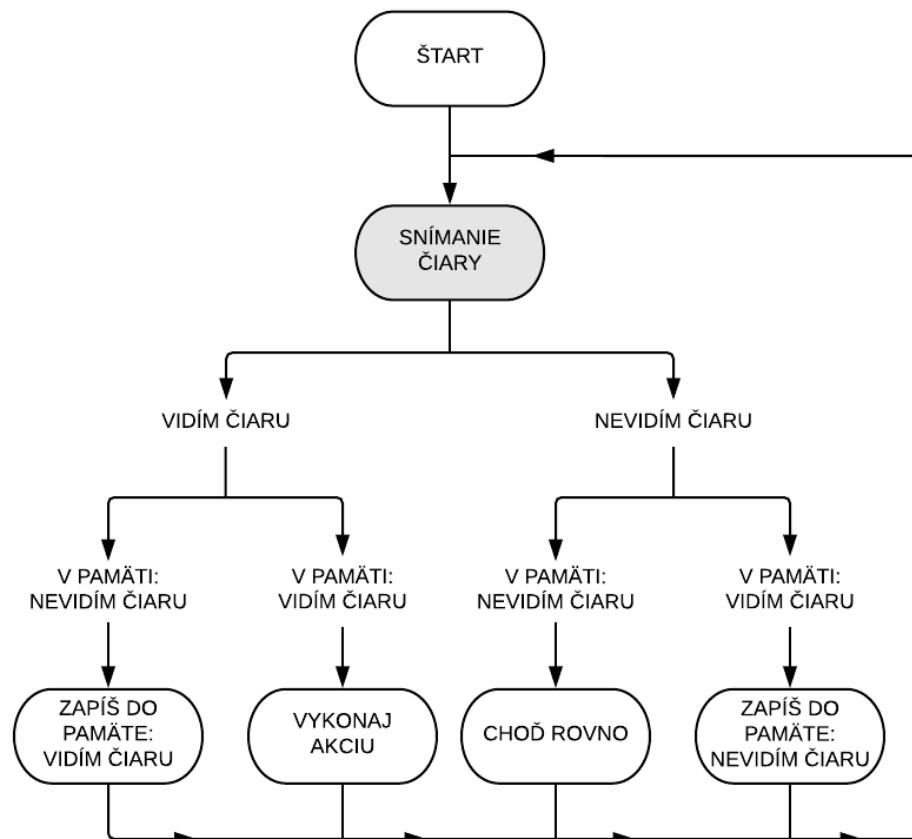 ŠTART
SNÍMANIE
ČIARY
VIDÍM ČIARU
NEVIDÍM ČIARU
V PAMÄTI:
NEVIDÍM ČIARU
V PAMÄTI:
VIDÍM ČIARU
V PAMÄTI:
NEVIDÍM ČIARU
V PAMÄTI:
VIDÍM ČIARU
ZAPÍŠ DO
PAMÄTE:
VIDÍM ČIARU
VYKONAJ
AKCIU
CHOĎ ROVNO
ZAPÍŠ DO
PAMÄTE:
NEVIDÍM ČIARU